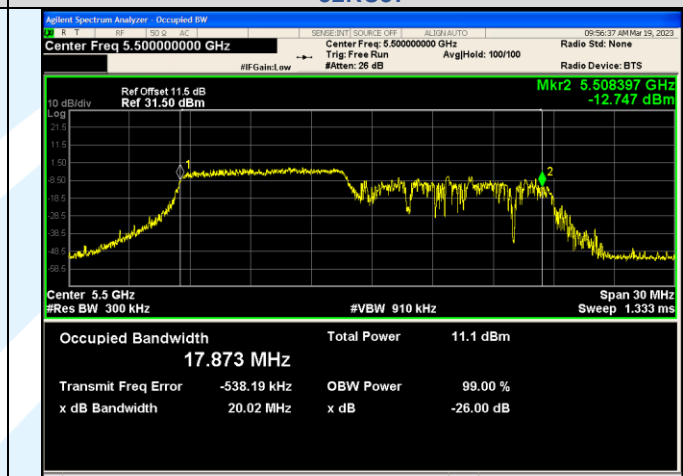 Agilent Spectrum Analyzer - Occupied BW
R T RF 50 Ω AC SENSE:INT SOURCE OFF ALIGNAUTO 09:56:37 AM Mar 19, 2023
Center Freq 5.500000000 GHz Center Freq: 5.500000000 GHz Radio Std: None
Trig: Free Run Avg|Hold: 100/100
#IFGain:Low #Atten: 26 dB Radio Device: BTS
Ref Offset 11.5 dB Mkr2 5.508397 GHz
10 dB/div Ref 31.50 dBm -12.747 dBm
Log
21.5
11.5
1.50
-8.50
-18.5
-28.5
-38.5
-48.5
-58.5
1
2
Center 5.5 GHz Span 30 MHz
#Res BW 300 kHz #VBW 910 kHz Sweep 1.333 ms
Occupied Bandwidth Total Power 11.1 dBm
17.873 MHz
Transmit Freq Error -538.19 kHz OBW Power 99.00 %
x dB Bandwidth 20.02 MHz x dB -26.00 dB